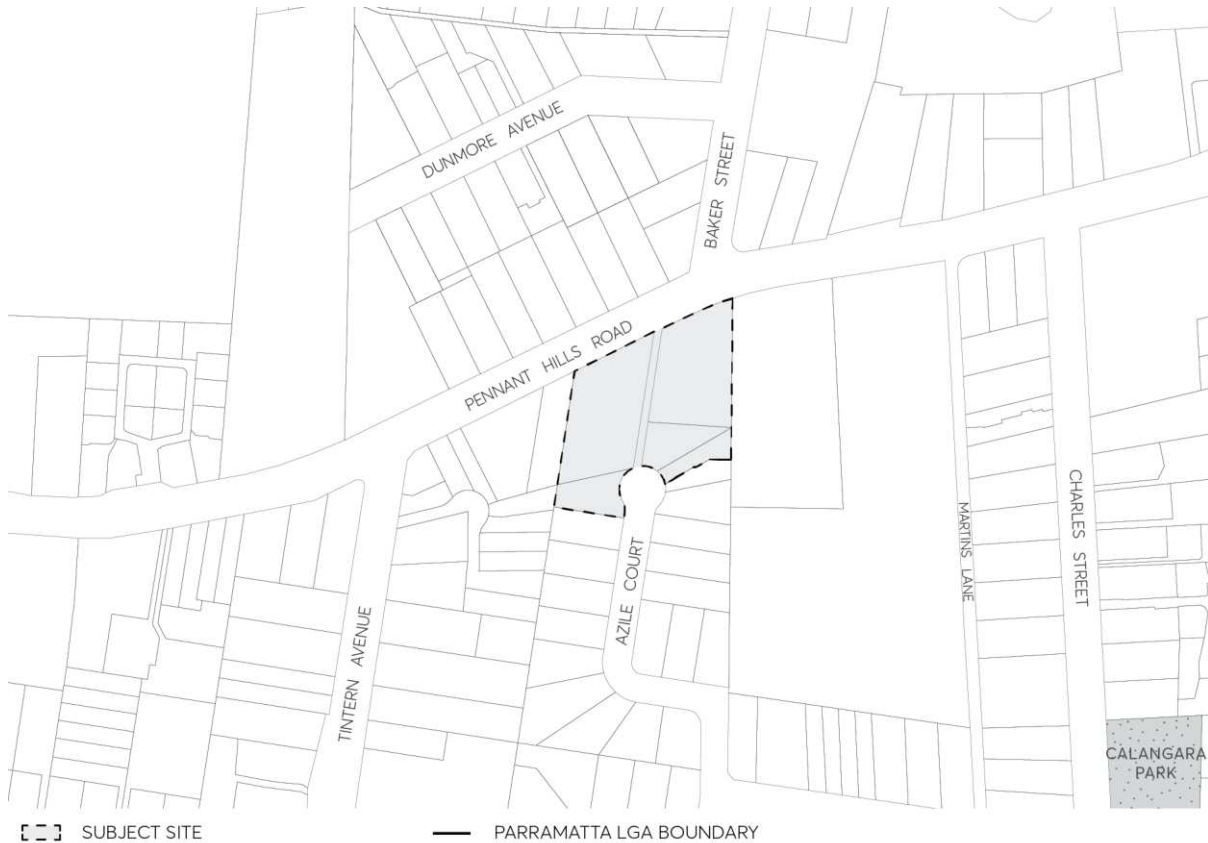 DUNMORE AVENUE
BAKER STREET
PENNANT HILLS ROAD
TINTERN AVENUE
AZILE COURT
MARTINS LANE
CHARLES STREET
CALANGARA
PARK
SUBJECT SITE
PARRAMATTA LGA BOUNDARY